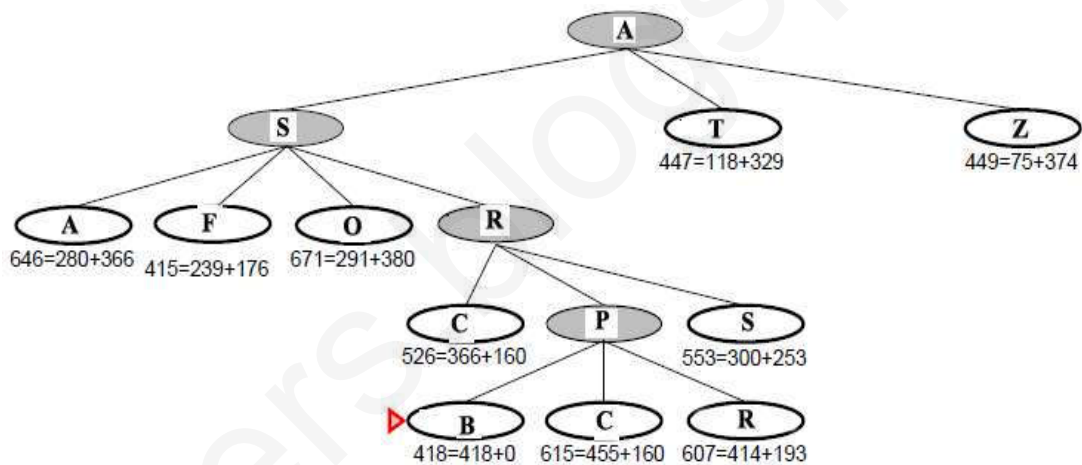 A
S
T
Z
447=118+329
449=75+374
A
F
O
R
646=280+366
415=239+176
671=291+380
C
P
S
526=366+160
553=300+253
B
C
R
418=418+0
615=455+160
607=414+193